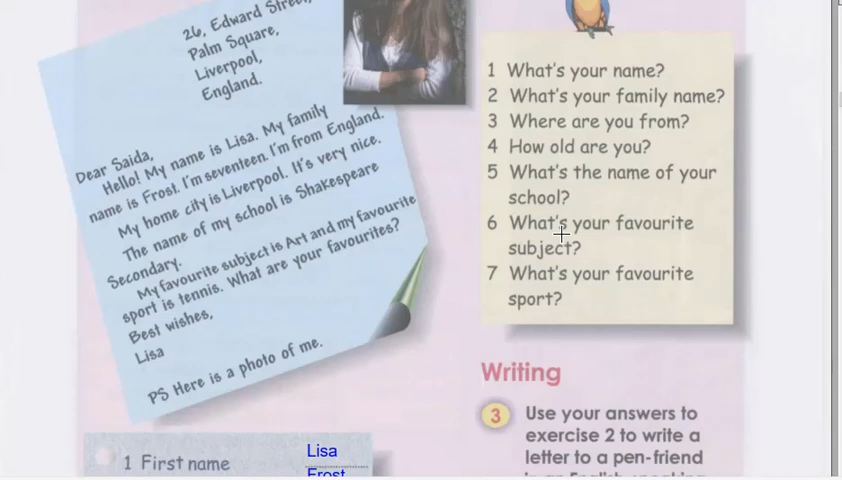 26, Edward Street,
Palm Square,
Liverpool,
England.
Dear Saida,
Hello! My name is Lisa. My family
name is Frost. I'm seventeen. I'm from England.
My home city is Liverpool. It's very nice.
The name of my school is Shakespeare
Secondary.
My favourite subject is Art and my favourite
sport is tennis. What are your favourites?
Best wishes,
Lisa
PS Here is a photo of me.
1 First name
Lisa
Frost
1 What's your name?
2 What's your family name?
3 Where are you from?
4 How old are you?
5 What's the name of your
school?
6 What's your favourite
subject?
7 What's your favourite
sport?
Writing
3 Use your answers to
exercise 2 to write a
letter to a pen-friend